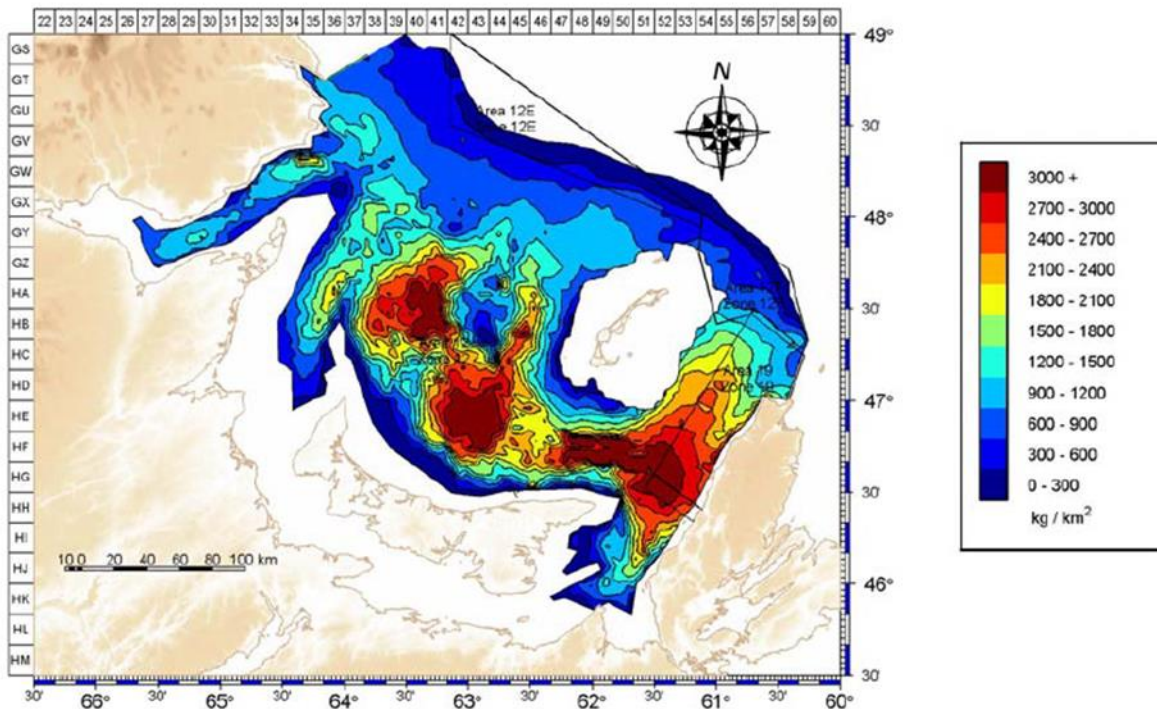 22 23 24 25 26 27 28 29 30 31 32 33 34 35 36 37 38 39 40 41 42 43 44 45 46 47 48 49 50 51 52 53 54 55 56 57 58 59 60
GS
GT
GU
GV
GW
GX
GY
GZ
HA
HB
HC
HD
HE
HF
HG
HH
HI
HJ
HK
HL
HM
49°
30'
48°
30'
47°
30'
46°
30'
N
Area 12E
Zone 12E
Area 19
10 0 20 40 60 80 100 km
30' 66° 30' 65° 30' 64° 30' 63° 30' 62° 30' 61° 30' 60°
3000 +
2700 - 3000
2400 - 2700
2100 - 2400
1800 - 2100
1500 - 1800
1200 - 1500
900 - 1200
600 - 900
300 - 600
0 - 300
kg / km²